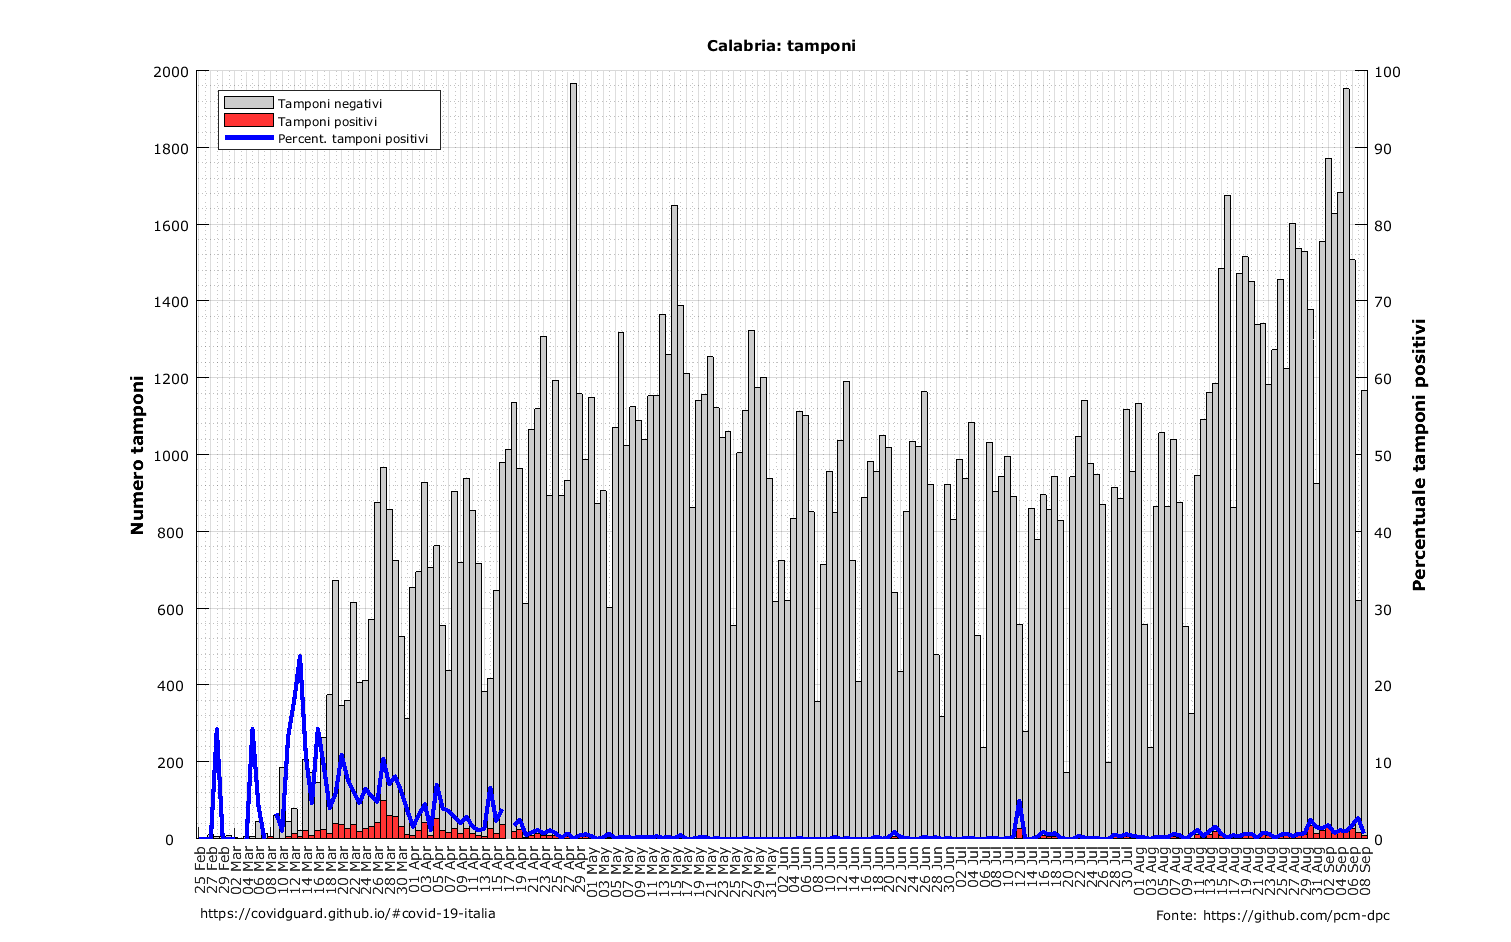 Calabria: tamponi
Tamponi negativi
Tamponi positivi
Percent. tamponi positivi
Numero tamponi
2000
1800
1600
1400
1200
1000
800
600
400
200
0
100
90
80
70
60
50
40
30
20
10
0
Percentuale tamponi positivi
25 Feb
27 Feb
29 Feb
02 Mar
04 Mar
06 Mar
08 Mar
10 Mar
12 Mar
14 Mar
16 Mar
18 Mar
20 Mar
22 Mar
24 Mar
26 Mar
28 Mar
30 Mar
01 Apr
03 Apr
05 Apr
07 Apr
09 Apr
11 Apr
13 Apr
15 Apr
17 Apr
19 Apr
21 Apr
23 Apr
25 Apr
27 Apr
29 Apr
01 May
03 May
05 May
07 May
09 May
11 May
13 May
15 May
17 May
19 May
21 May
23 May
25 May
27 May
29 May
31 May
02 Jun
04 Jun
06 Jun
08 Jun
10 Jun
12 Jun
14 Jun
16 Jun
18 Jun
20 Jun
22 Jun
24 Jun
26 Jun
28 Jun
30 Jun
02 Jul
04 Jul
06 Jul
08 Jul
10 Jul
12 Jul
14 Jul
16 Jul
18 Jul
20 Jul
22 Jul
24 Jul
26 Jul
28 Jul
30 Jul
01 Aug
03 Aug
05 Aug
07 Aug
09 Aug
11 Aug
13 Aug
15 Aug
17 Aug
19 Aug
21 Aug
23 Aug
25 Aug
27 Aug
29 Aug
31 Aug
02 Sep
04 Sep
06 Sep
08 Sep
https://covidguard.github.io/#covid-19-italia
Fonte: https://github.com/pcm-dpc